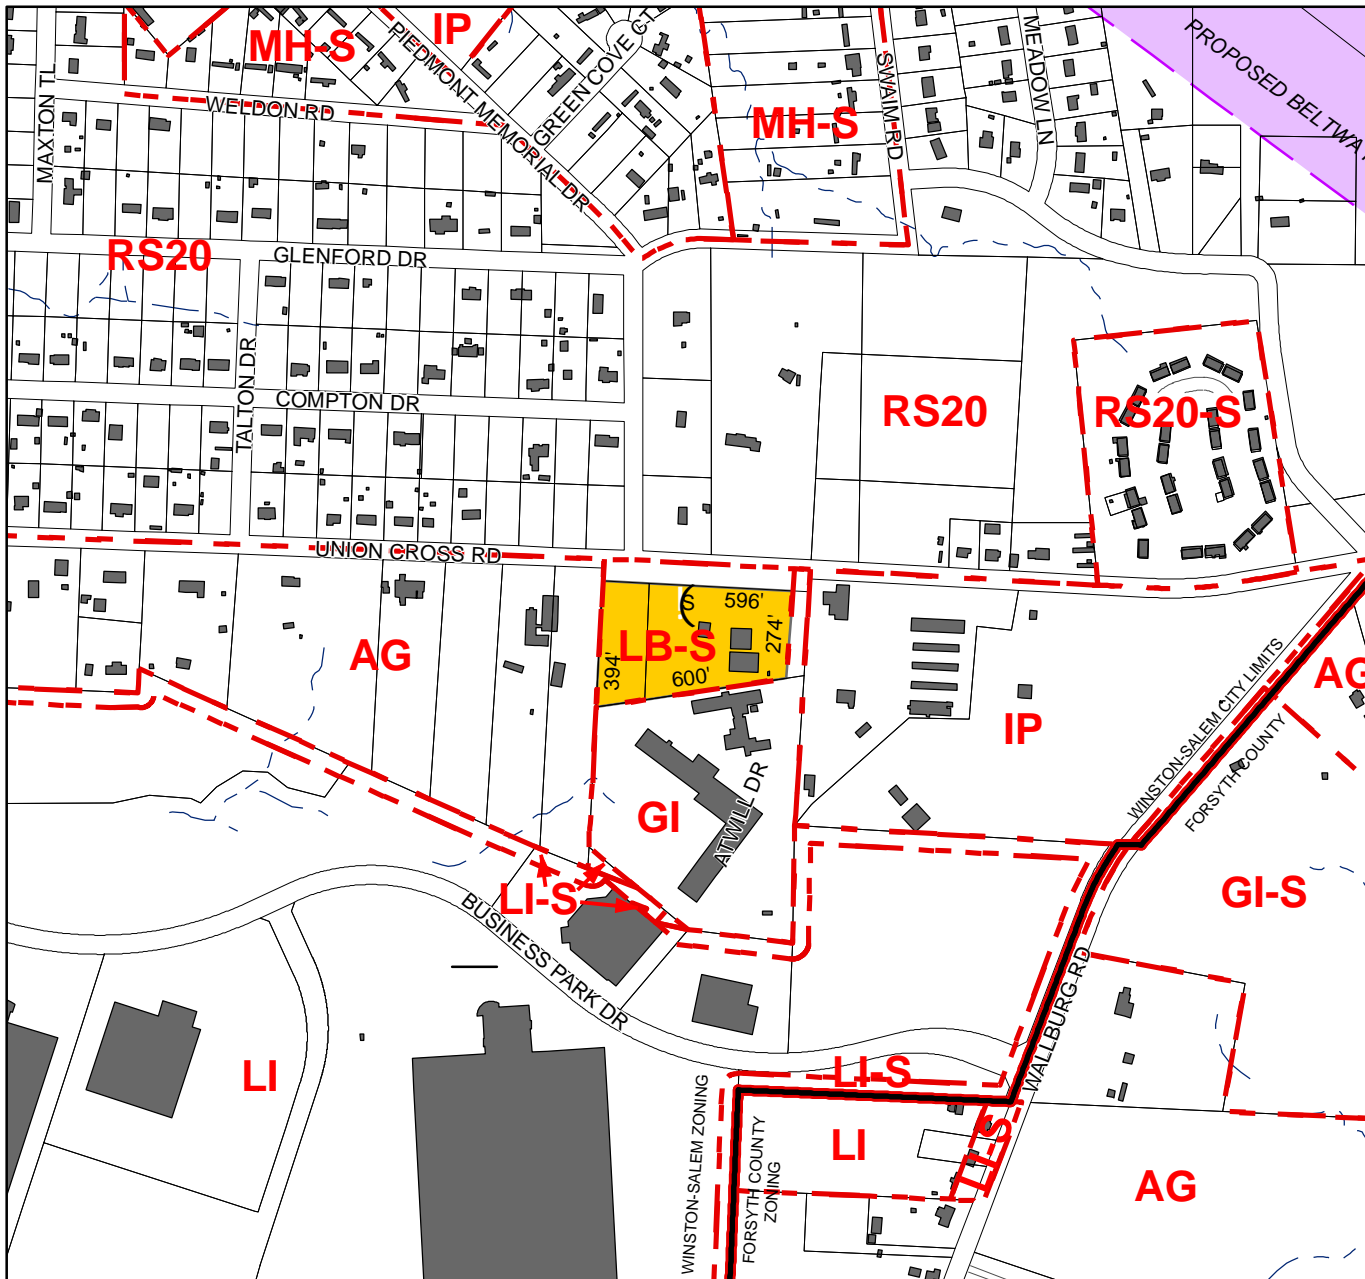 IP
MH-S
PIEDMONT MEMORIAL DR
GREEN COVE CT
MAXTON TL
WELDON RD
MH-S
SWAIM RD
MEADOW LN
PROPOSED BELTWAY
RS20
GLENFORD DR
TALTON DR
COMPTON DR
RS20
RS20-S
UNION CROSS RD
S
596'
274'
LB-S
394'
600'
AG
IP
WINSTON-SALEM CITY LIMITS
FORSYTH COUNTY
AG
GI
ATWILL DR
LI-S
BUSINESS PARK DR
GI-S
WALLBURG RD
LI
LI-S
WINSTON-SALEM ZONING
FORSYTH COUNTY
ZONING
LI
LI-S
AG